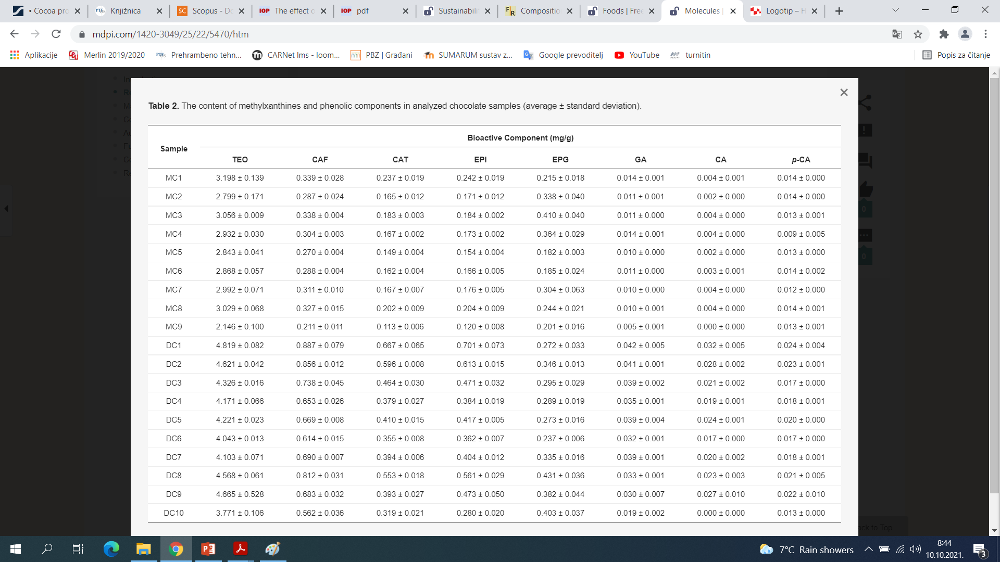 • Cocoa pro
Knjižnica
Scopus - Do
The effect o
pdf
Sustainabili
Compositio
Foods | Free
Molecules |
Logotip – H
mdpi.com/1420-3049/25/22/5470/htm
Aplikacije Merlin 2019/2020 Prehrambeno tehn... CARNet lms - loom... PBZ | Građani SUMARUM sustav z... Google prevoditelj YouTube turnitin Popis za čitanje
Table 2. The content of methylxanthines and phenolic components in analyzed chocolate samples (average ± standard deviation).
Bioactive Component (mg/g)
Sample
TEO CAF CAT EPI EPG GA CA p-CA
MC1 3.198 ± 0.139 0.339 ± 0.028 0.237 ± 0.019 0.242 ± 0.019 0.215 ± 0.018 0.014 ± 0.001 0.004 ± 0.001 0.014 ± 0.000
MC2 2.799 ± 0.171 0.287 ± 0.024 0.165 ± 0.012 0.171 ± 0.012 0.338 ± 0.040 0.011 ± 0.001 0.002 ± 0.000 0.014 ± 0.000
MC3 3.056 ± 0.009 0.338 ± 0.004 0.183 ± 0.003 0.184 ± 0.002 0.410 ± 0.040 0.011 ± 0.000 0.004 ± 0.000 0.013 ± 0.001
MC4 2.932 ± 0.030 0.304 ± 0.003 0.167 ± 0.002 0.173 ± 0.002 0.364 ± 0.029 0.014 ± 0.001 0.004 ± 0.000 0.009 ± 0.005
MC5 2.843 ± 0.041 0.270 ± 0.004 0.149 ± 0.004 0.154 ± 0.004 0.182 ± 0.003 0.010 ± 0.000 0.002 ± 0.000 0.013 ± 0.000
MC6 2.868 ± 0.057 0.288 ± 0.004 0.162 ± 0.004 0.166 ± 0.005 0.185 ± 0.024 0.011 ± 0.000 0.003 ± 0.001 0.014 ± 0.002
MC7 2.992 ± 0.071 0.311 ± 0.010 0.167 ± 0.007 0.176 ± 0.005 0.304 ± 0.063 0.010 ± 0.000 0.004 ± 0.000 0.012 ± 0.000
MC8 3.029 ± 0.068 0.327 ± 0.015 0.202 ± 0.009 0.204 ± 0.009 0.244 ± 0.021 0.010 ± 0.001 0.004 ± 0.000 0.014 ± 0.001
MC9 2.146 ± 0.100 0.211 ± 0.011 0.113 ± 0.006 0.120 ± 0.008 0.201 ± 0.016 0.005 ± 0.001 0.000 ± 0.000 0.013 ± 0.001
DC1 4.819 ± 0.082 0.887 ± 0.079 0.667 ± 0.065 0.701 ± 0.073 0.272 ± 0.033 0.042 ± 0.005 0.032 ± 0.005 0.024 ± 0.004
DC2 4.621 ± 0.042 0.856 ± 0.012 0.596 ± 0.008 0.613 ± 0.015 0.346 ± 0.013 0.041 ± 0.001 0.028 ± 0.002 0.023 ± 0.001
DC3 4.326 ± 0.016 0.738 ± 0.045 0.464 ± 0.030 0.471 ± 0.032 0.295 ± 0.029 0.039 ± 0.002 0.021 ± 0.002 0.017 ± 0.000
DC4 4.171 ± 0.066 0.653 ± 0.026 0.379 ± 0.027 0.384 ± 0.019 0.289 ± 0.019 0.035 ± 0.001 0.019 ± 0.001 0.018 ± 0.001
DC5 4.221 ± 0.023 0.669 ± 0.008 0.410 ± 0.015 0.417 ± 0.005 0.273 ± 0.016 0.039 ± 0.004 0.024 ± 0.001 0.020 ± 0.000
DC6 4.043 ± 0.013 0.614 ± 0.015 0.355 ± 0.008 0.362 ± 0.007 0.237 ± 0.006 0.032 ± 0.001 0.017 ± 0.000 0.017 ± 0.000
DC7 4.103 ± 0.071 0.690 ± 0.007 0.394 ± 0.006 0.404 ± 0.012 0.335 ± 0.016 0.039 ± 0.001 0.020 ± 0.002 0.018 ± 0.001
DC8 4.568 ± 0.061 0.812 ± 0.031 0.553 ± 0.018 0.561 ± 0.029 0.431 ± 0.036 0.033 ± 0.001 0.023 ± 0.003 0.021 ± 0.005
DC9 4.665 ± 0.528 0.683 ± 0.032 0.393 ± 0.027 0.473 ± 0.050 0.382 ± 0.044 0.030 ± 0.007 0.027 ± 0.010 0.022 ± 0.010
DC10 3.771 ± 0.106 0.562 ± 0.036 0.319 ± 0.021 0.280 ± 0.020 0.403 ± 0.037 0.019 ± 0.002 0.000 ± 0.000 0.013 ± 0.000
0
0
ack to Top
7°C Rain showers
8:44
10.10.2021.
3